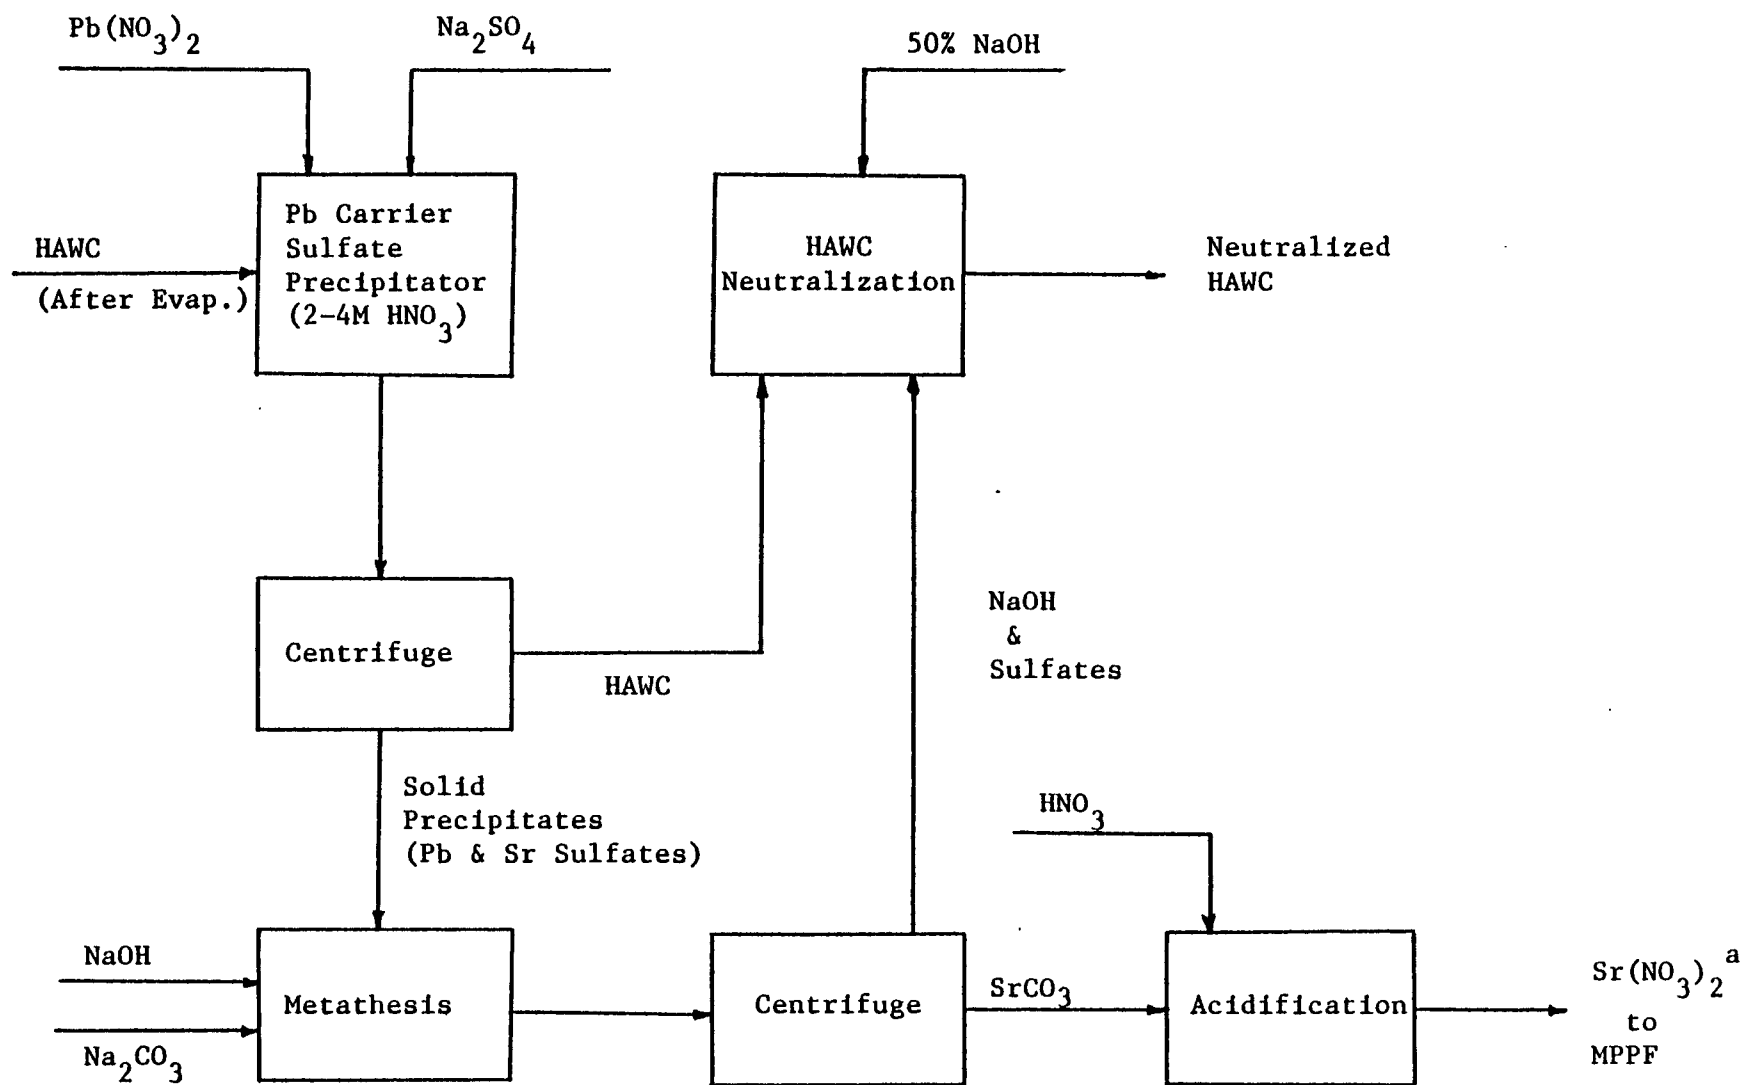 Pb(NO3)2
Na2SO4
50% NaOH
HAWC
(After Evap.)
Pb Carrier
Sulfate
Precipitator
(2-4M HNO3)
HAWC
Neutralization
Neutralized
HAWC
Centrifuge
HAWC
NaOH
&
Sulfates
Solid
Precipitates
(Pb & Sr Sulfates)
HNO3
NaOH
Na2CO3
Metathesis
Centrifuge
SrCO3
Acidification
Sr(NO3)2 a
to
MPPF